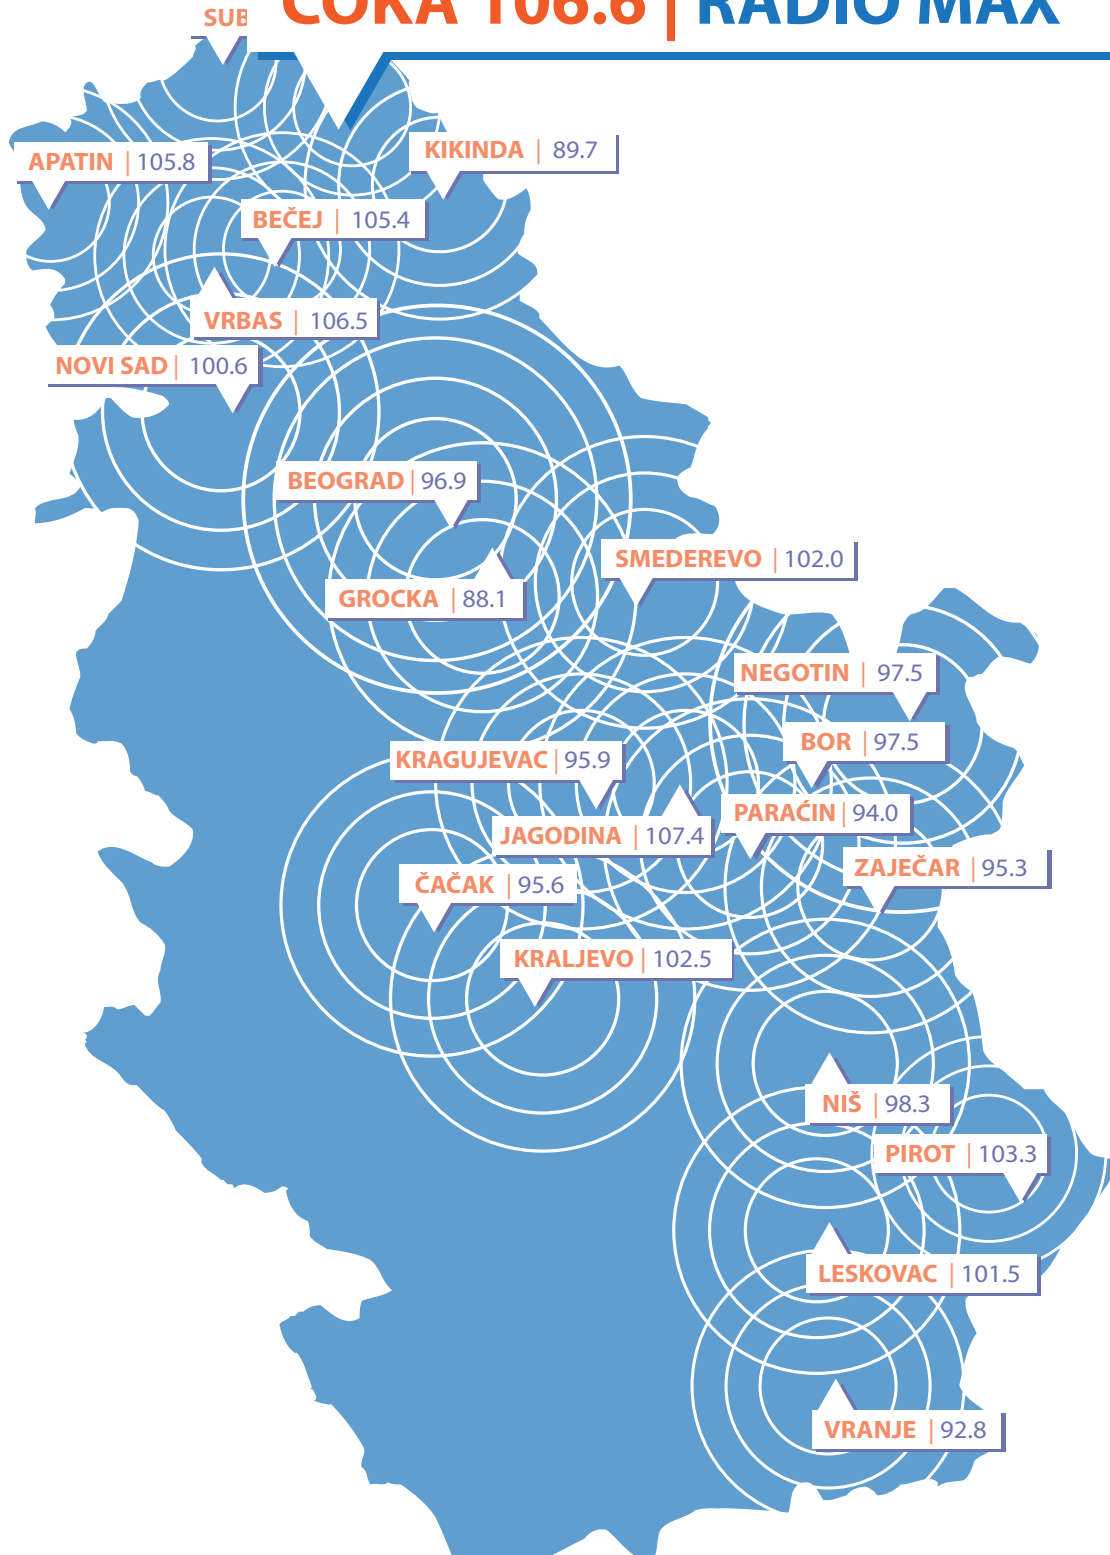 SUB
ČOKA 106.6 | RADIO MAX
APATIN | 105.8
KIKINDA | 89.7
BEČEJ | 105.4
VRBAS | 106.5
NOVI SAD | 100.6
BEOGRAD | 96.9
GROCKA | 88.1
SMEDEREVO | 102.0
NEGOTIN | 97.5
BOR | 97.5
KRAGUJEVAC | 95.9
PARAĆIN | 94.0
JAGODINA | 107.4
ZAJEČAR | 95.3
ČAČAK | 95.6
KRALJEVO | 102.5
NIŠ | 98.3
PIROT | 103.3
LESKOVAC | 101.5
VRANJE | 92.8